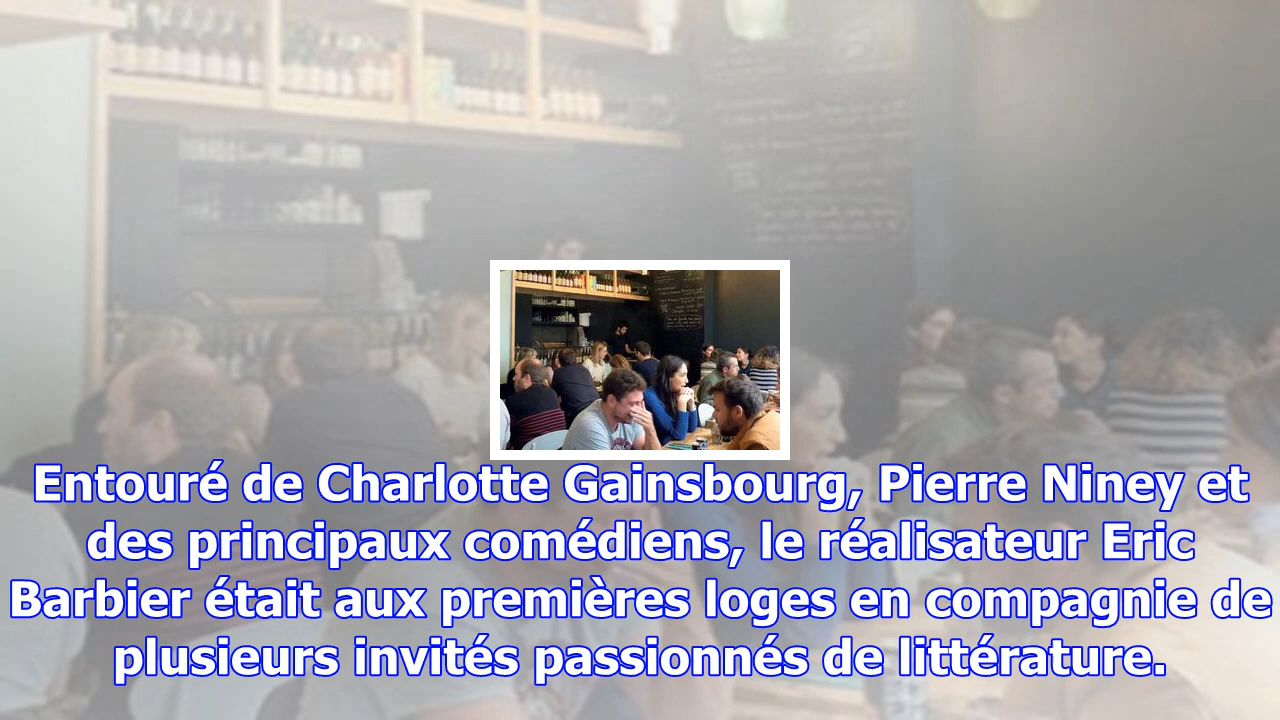 Entouré de Charlotte Gainsbourg, Pierre Niney et
des principaux comédiens, le réalisateur Eric
Barbier était aux premières loges en compagnie de
plusieurs invités passionnés de littérature.